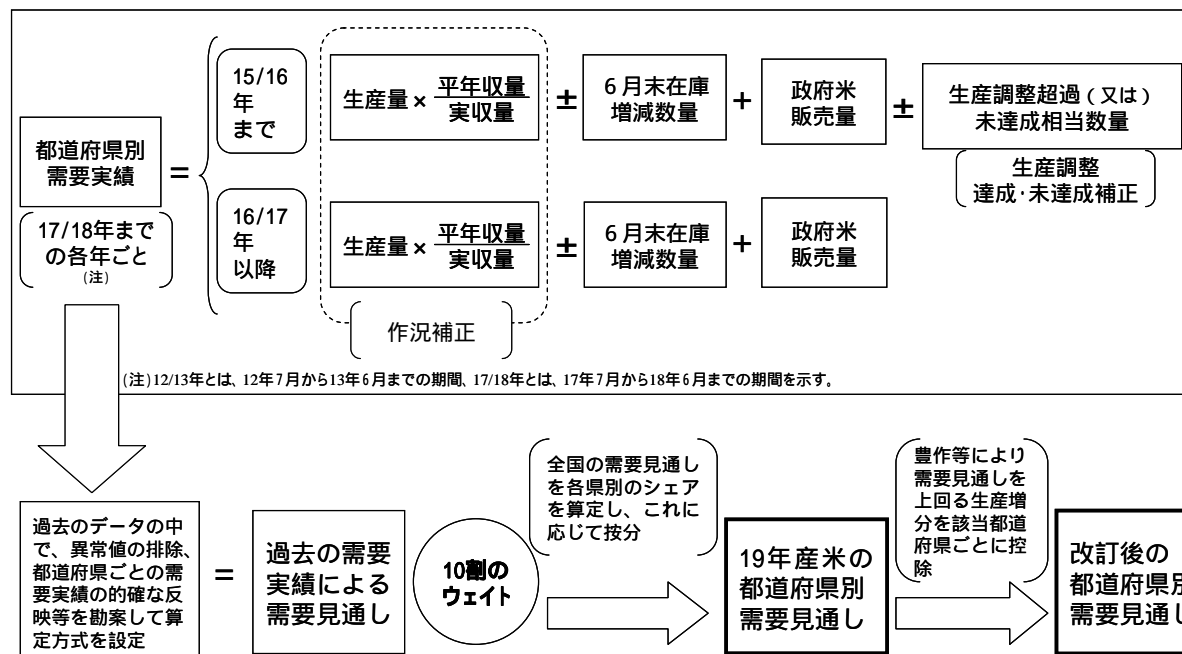 都道府県別
需要実績
17/18年まで
の各年ごと
(注)
=
15/16
年
まで
生産量×平年収量
実収量
±
6月末在庫
増減数量
+
政府米
販売量
±
生産調整超過(又は)
未達成相当数量
生産調整
達成・未達成補正
16/17
年
以降
生産量×平年収量
実収量
±
6月末在庫
増減数量
+
政府米
販売量
作況補正
(注)12/13年とは、12年7月から13年6月までの期間、17/18年とは、17年7月から18年6月までの期間を示す。
過去のデータの中
で、異常値の排除、
都道府県ごとの需
要実績の的確な反
映等を勘案して算
定方式を設定
=
過去の需要
実績による
需要見通し
10割の
ウェイト
全国の需要見通し
を各県別のシェア
を算定し、これに
応じて按分
19年産米の
都道府県別
需要見通し
豊作等により
需要見通しを
上回る生産増
分を該当都道
府県ごとに控
除
改訂後の
都道府県別
需要見通し